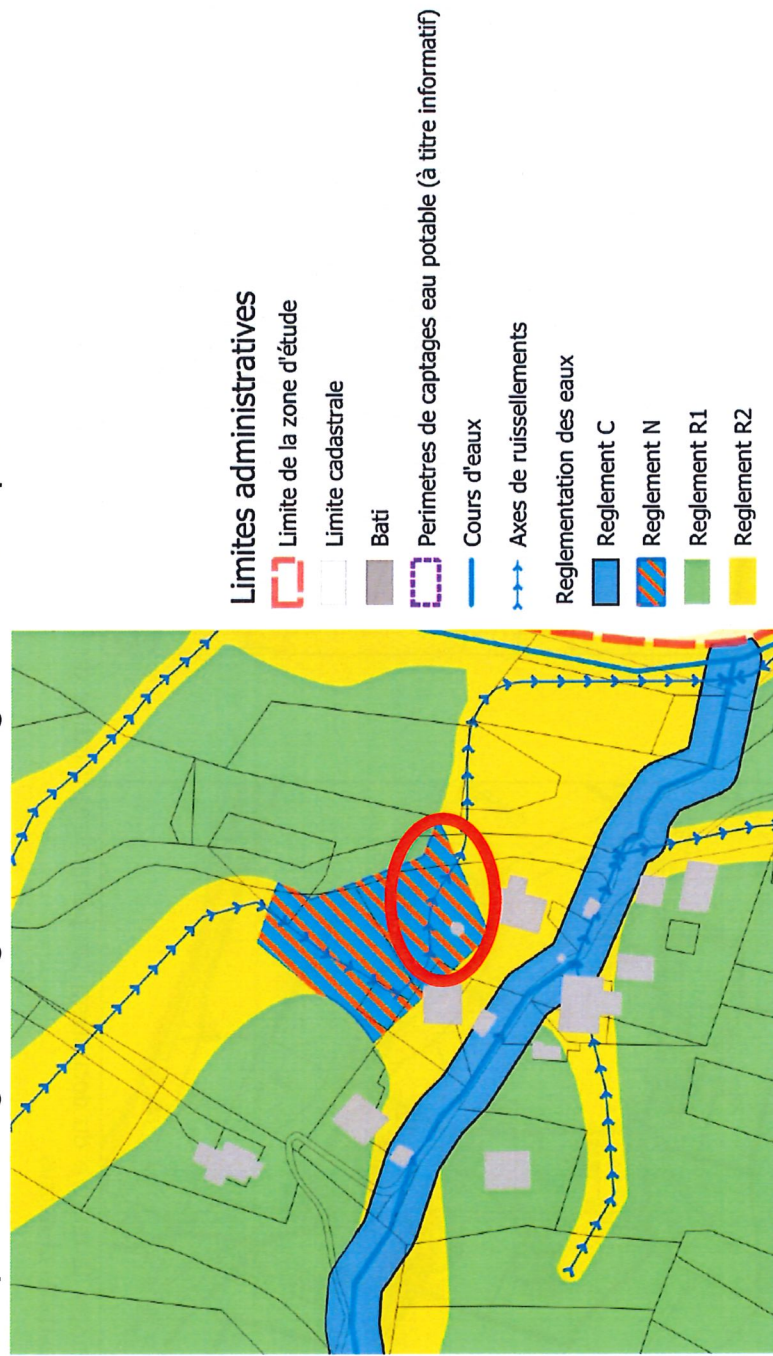 Limites administratives
Limite de la zone d'étude
Limite cadastrale
Bati
Perimetres de captages eau potable (à titre informatif)
Cours d'eaux
Axes de ruissellements
Reglementation des eaux
Reglement C
Reglement N
Reglement R1
Reglement R2